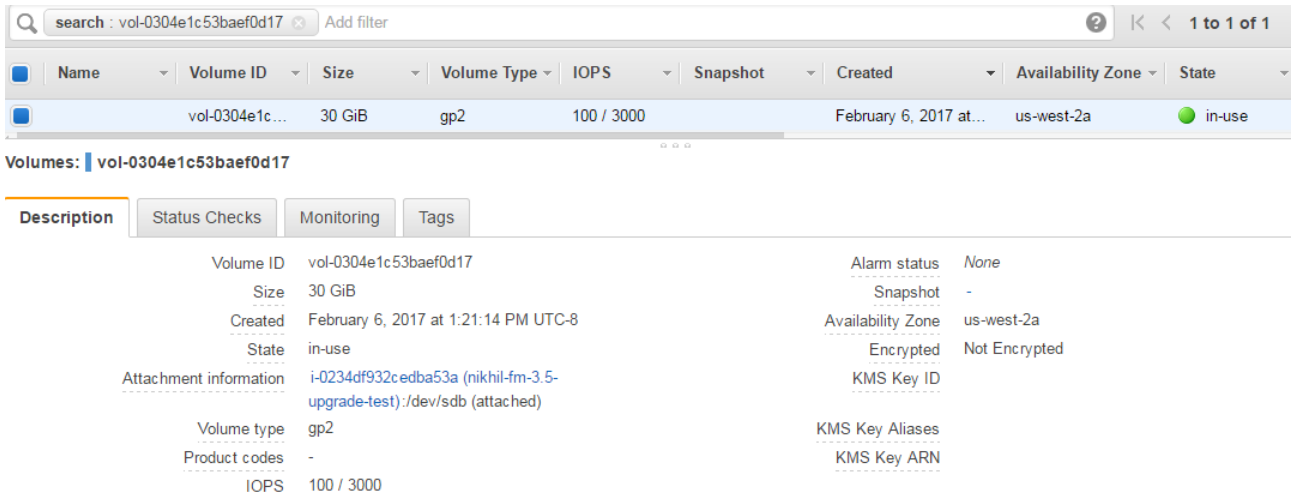 search : vol-0304e1c53baef0d17 Add filter 1 to 1 of 1
Name Volume ID Size Volume Type IOPS Snapshot Created Availability Zone State
vol-0304e1c... 30 GiB gp2 100 / 3000 February 6, 2017 at... us-west-2a in-use
Volumes: vol-0304e1c53baef0d17
Description Status Checks Monitoring Tags
Volume ID vol-0304e1c53baef0d17 Alarm status None
Size 30 GiB Snapshot -
Created February 6, 2017 at 1:21:14 PM UTC-8 Availability Zone us-west-2a
State in-use Encrypted Not Encrypted
Attachment information i-0234df932cedba53a (nikhil-fm-3.5- KMS Key ID
upgrade-test):/dev/sdb (attached)
Volume type gp2 KMS Key Aliases
Product codes - KMS Key ARN
IOPS 100 / 3000